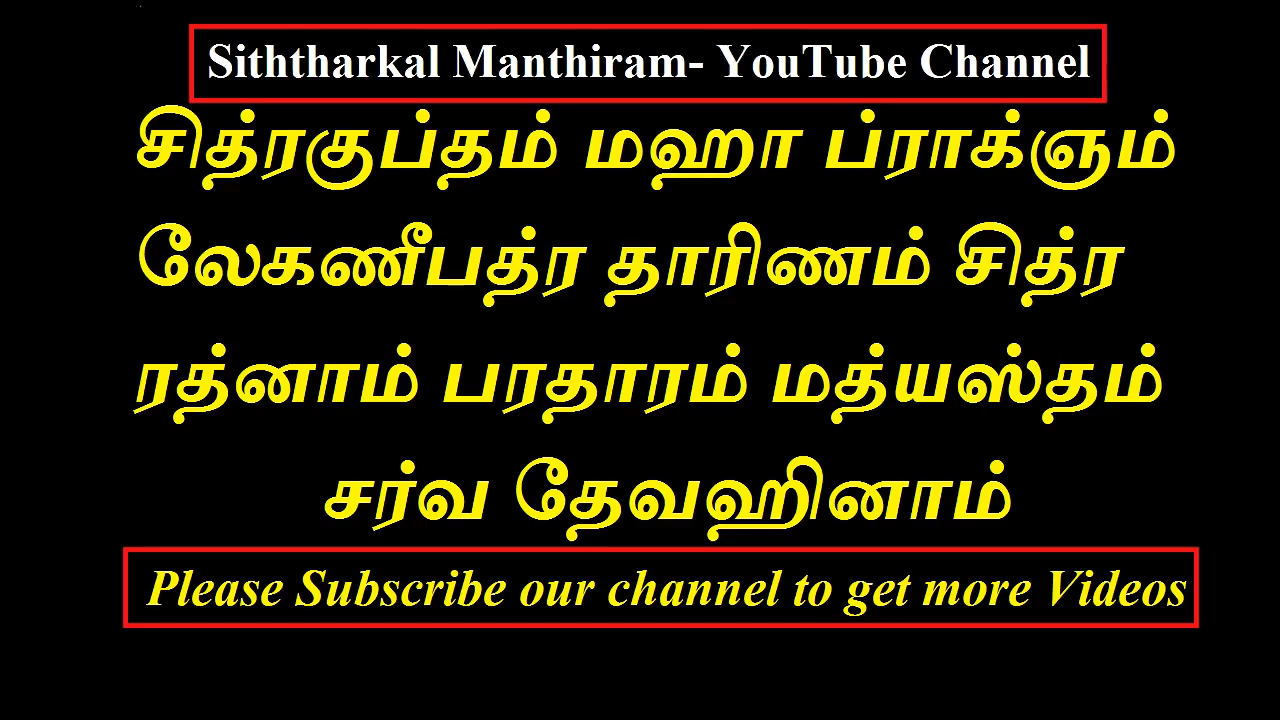 Siththarkal Manthiram- YouTube Channel
சித்ரகுப்தம் மஹா ப்ராக்ஞம்
லேகணீபத்ர தாரிணம் சித்ர
ரத்னாம் பரதாரம் மத்யஸ்தம்
சர்வ தேவஹினாம்
Please Subscribe our channel to get more Videos